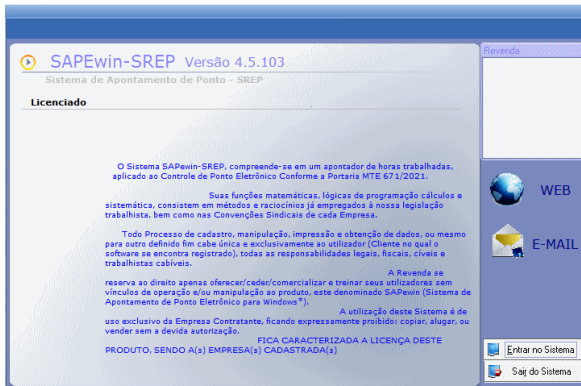 SAPEwin-SREP Versão 4.5.103
Sistema de Apontamento de Ponto - SREP
Licenciado
O Sistema SAPEwin-SREP, compreende-se em um apontador de horas trabalhadas,
aplicado ao Controle de Ponto Eletrônico Conforme a Portaria MTE 671/2021.
Suas funções matemáticas, lógicas de programação cálculos e
sistemática, consistem em métodos e raciocínios já empregados à nossa legislação
trabalhista, bem como nas Convenções Sindicais de cada Empresa.
Todo Processo de cadastro, manipulação, impressão e obtenção de dados, ou mesmo
para outro definido fim cabe única e exclusivamente ao utilizador (Cliente no qual o
software se encontra registrado), todas as responsabilidades legais, fiscais, cíveis e
trabalhistas cabíveis.
A Revenda se
reserva ao direito apenas oferecer/ceder/comercializar e treinar seus utilizadores sem
vínculos de operação e/ou manipulação ao produto, este denominado SAPEwin (Sistema de
Apontamento de Ponto Eletrônico para Windows*).
A utilização deste Sistema é de
uso exclusivo da Empresa Contratante, ficando expressamente proibido: copiar, alugar, ou
vender sem a devida autorização.
FICA CARACTERIZADA A LICENÇA DESTE
PRODUTO, SENDO A(s) EMPRESA(s) CADASTRADA(s)
Revenda
WEB
E-MAIL
Entrar no Sistema
Sair do Sistema